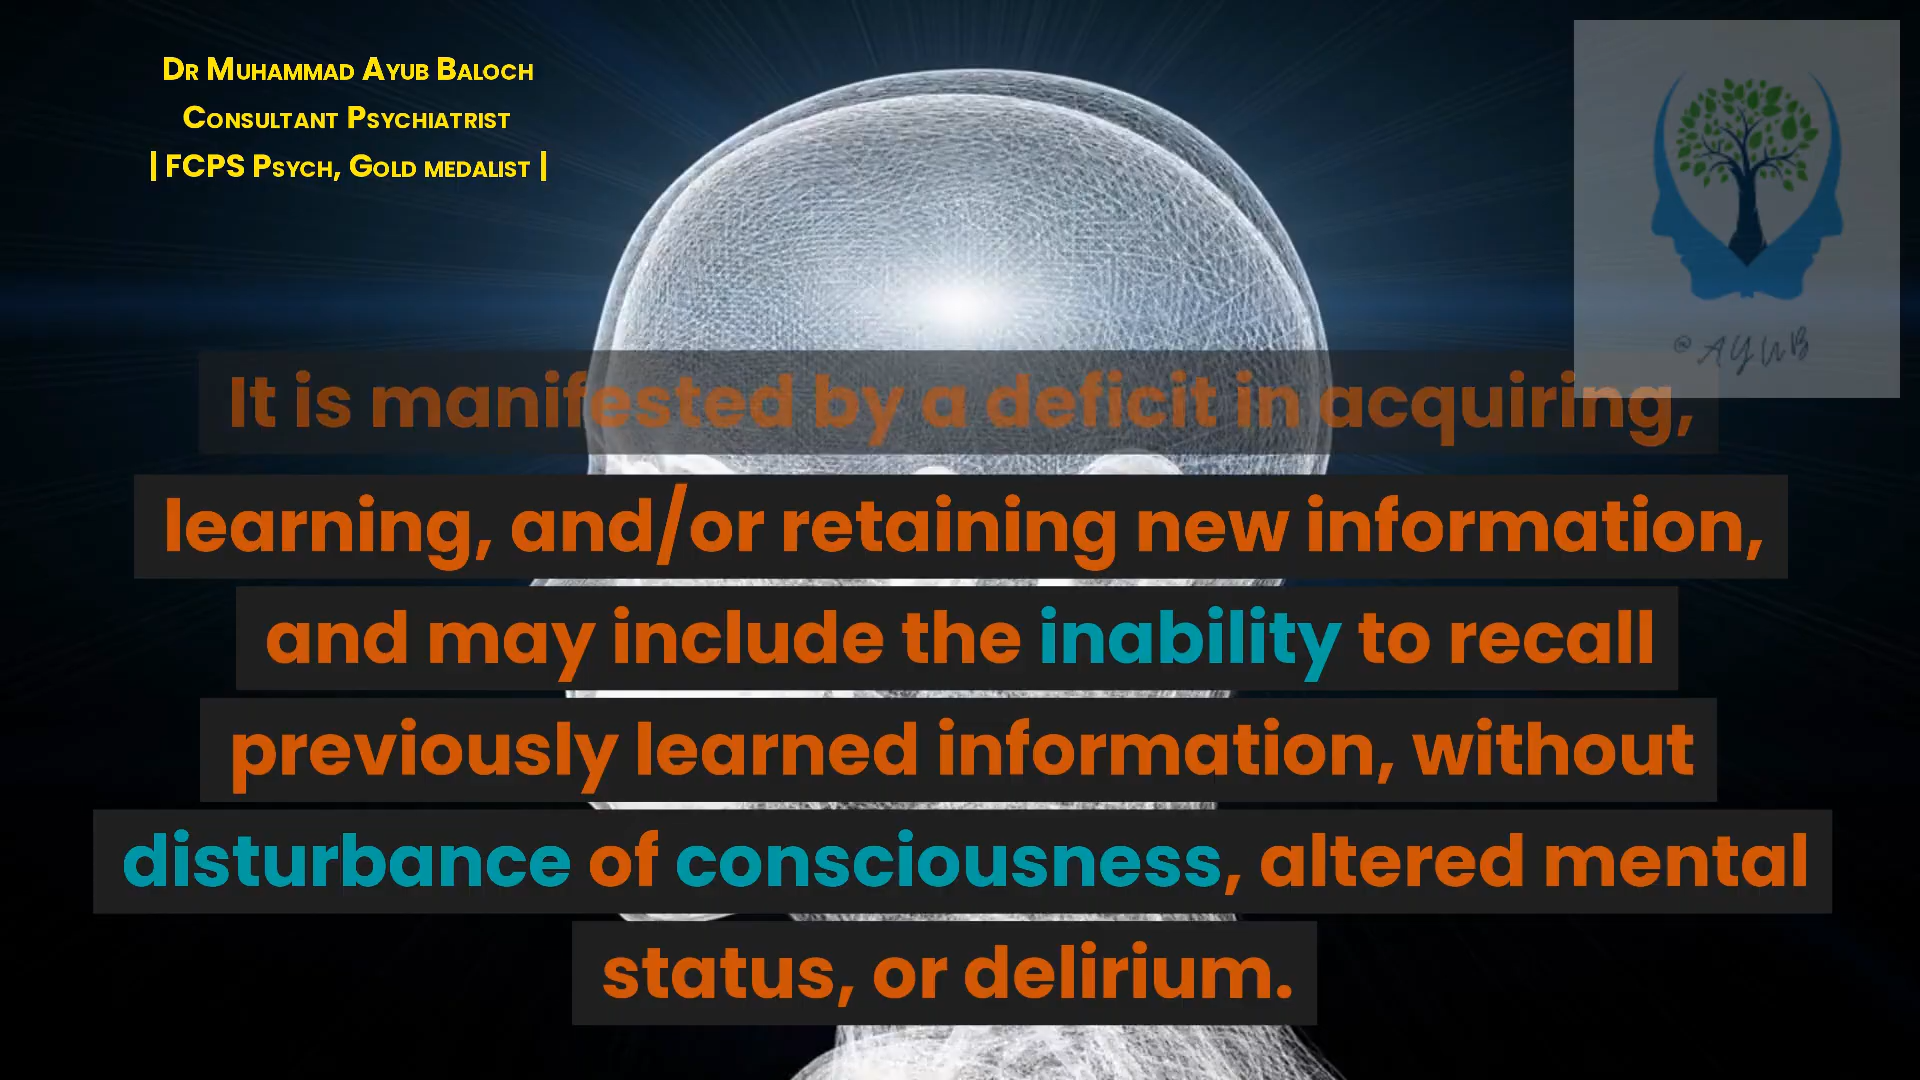 Dr Muhammad Ayub Baloch
Consultant Psychiatrist
| FCPS Psych, Gold medalist |
@ AYUB
It is manifested by a deficit in acquiring,
learning, and/or retaining new information,
and may include the inability to recall
previously learned information, without
disturbance of consciousness, altered mental
status, or delirium.